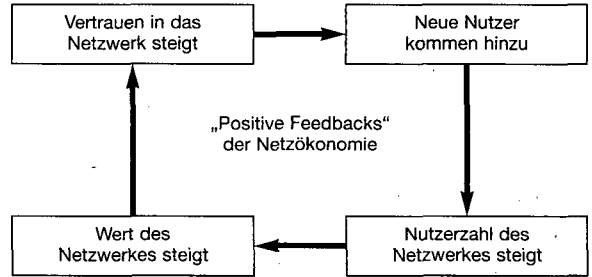 Vertrauen in das
Netzwerk steigt
Neue Nutzer
kommen hinzu
„Positive Feedbacks“
der Netzökonomie
Wert des
Netzwerkes steigt
Nutzerzahl des
Netzwerkes steigt